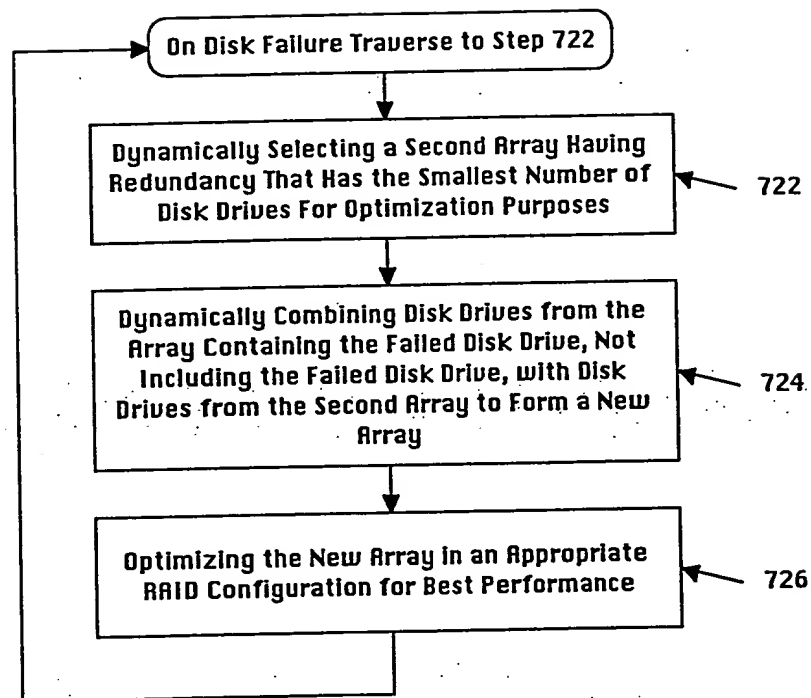 On Disk Failure Traverse to Step 722
Dynamically Selecting a Second Array Having
Redundancy That Has the Smallest Number of
Disk Drives For Optimization Purposes
722
Dynamically Combining Disk Drives from the
Array Containing the Failed Disk Drive, Not
Including the Failed Disk Drive, with Disk
Drives from the Second Array to Form a New
Array
724
Optimizing the New Array in an Appropriate
RAID Configuration for Best Performance
726